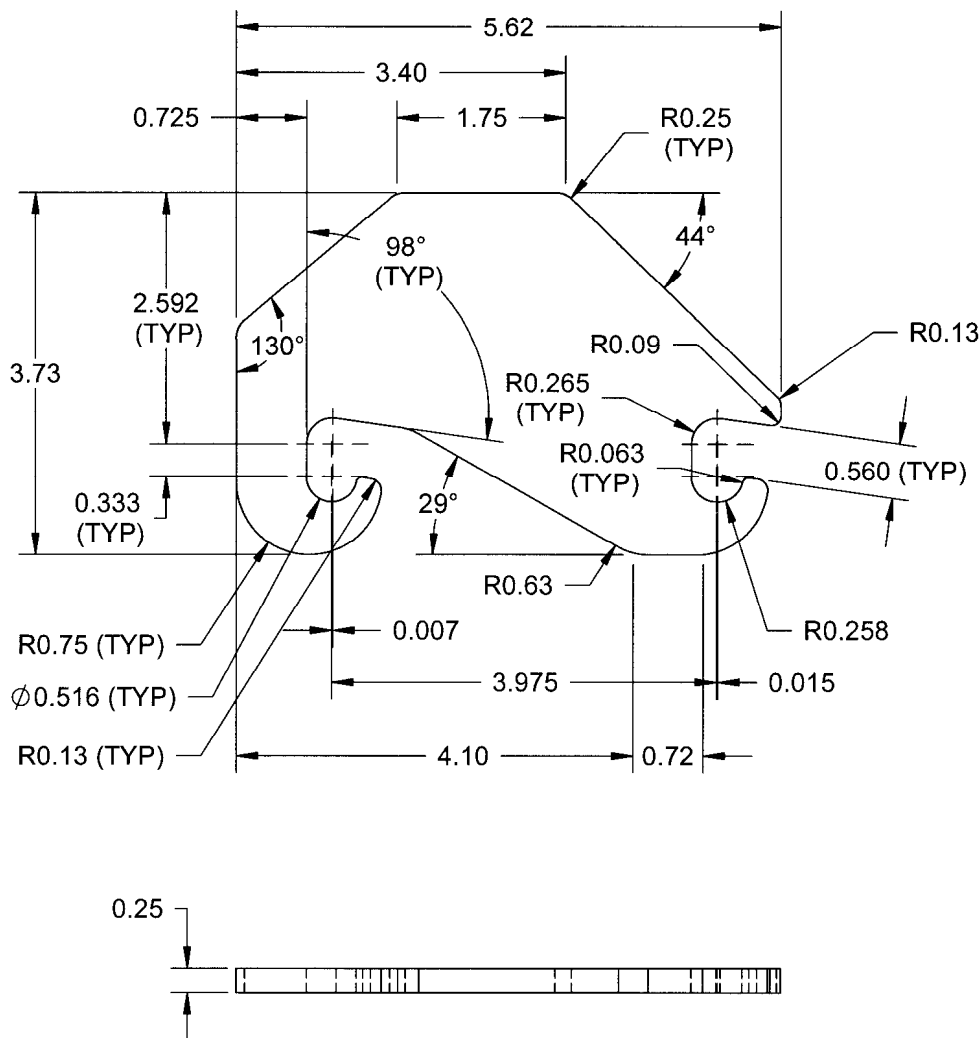 5.62
3.40
0.725
1.75
R0.25
(TYP)
98°
(TYP)
44°
2.592
(TYP)
130°
3.73
R0.09
R0.13
R0.265
(TYP)
R0.063
(TYP)
0.560 (TYP)
0.333
(TYP)
29°
R0.63
R0.75 (TYP)
0.007
R0.258
∅0.516 (TYP)
3.975
0.015
R0.13 (TYP)
4.10
0.72
0.25